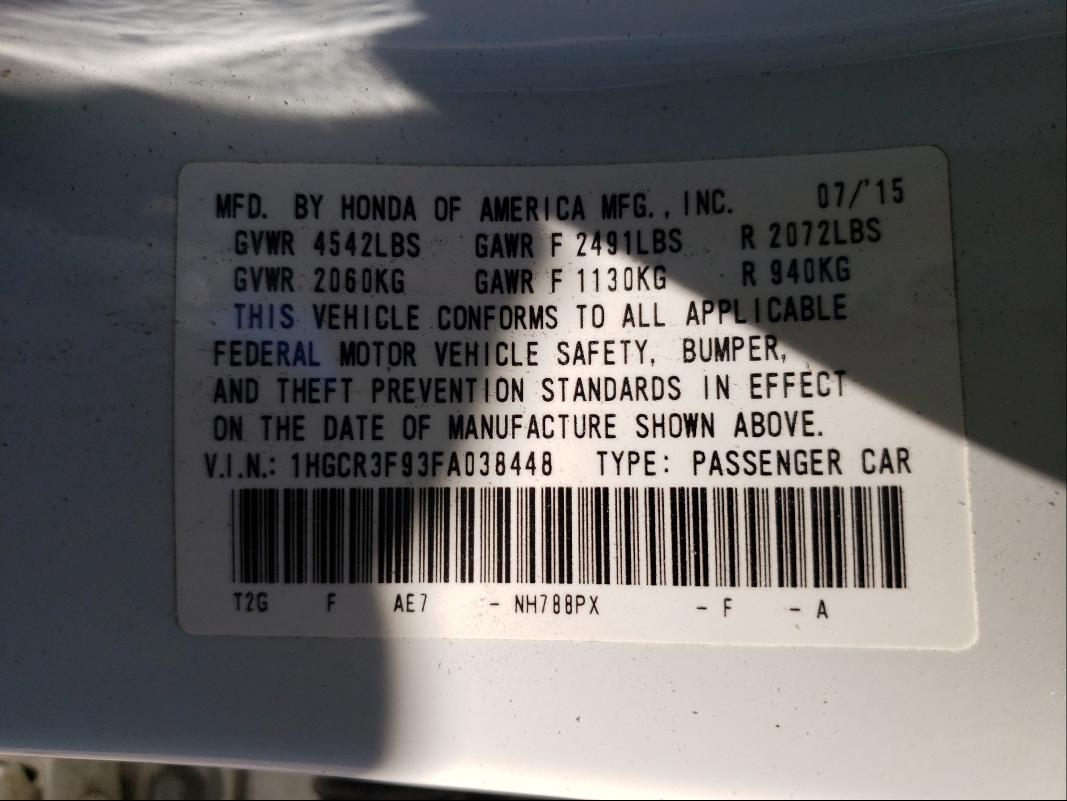 MFD. BY HONDA OF AMERICA MFG., INC. 07/'15
GVWR 4542LBS GAWR F 2491LBS R 2072LBS
GVWR 2060KG GAWR F 1130KG R 940KG
THIS VEHICLE CONFORMS TO ALL APPLICABLE
FEDERAL MOTOR VEHICLE SAFETY, BUMPER,
AND THEFT PREVENTION STANDARDS IN EFFECT
ON THE DATE OF MANUFACTURE SHOWN ABOVE.
V.I.N.: 1HGCR3F93FA038448 TYPE: PASSENGER CAR
T2G F AE7 - NH788PX - F - A